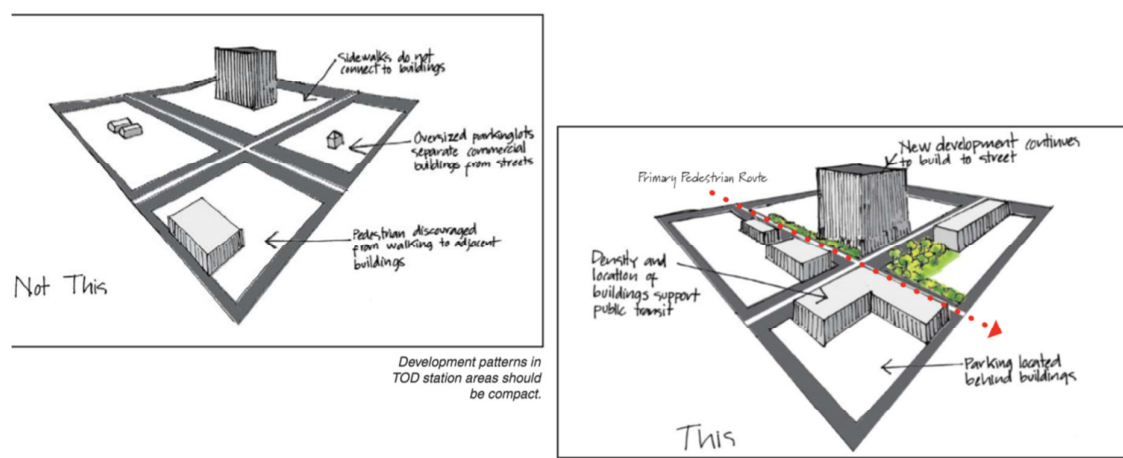 Sidewalks do not
connect to buildings
Oversized parking lots
separate commercial
buildings from streets
Pedestrian discouraged
from walking to adjacent
buildings
Not This
Development patterns in
TOD station areas should
be compact.
New development continues
to build to street
Primary Pedestrian Route
Density and
location of
buildings support
public transit
Parking located
behind buildings
This